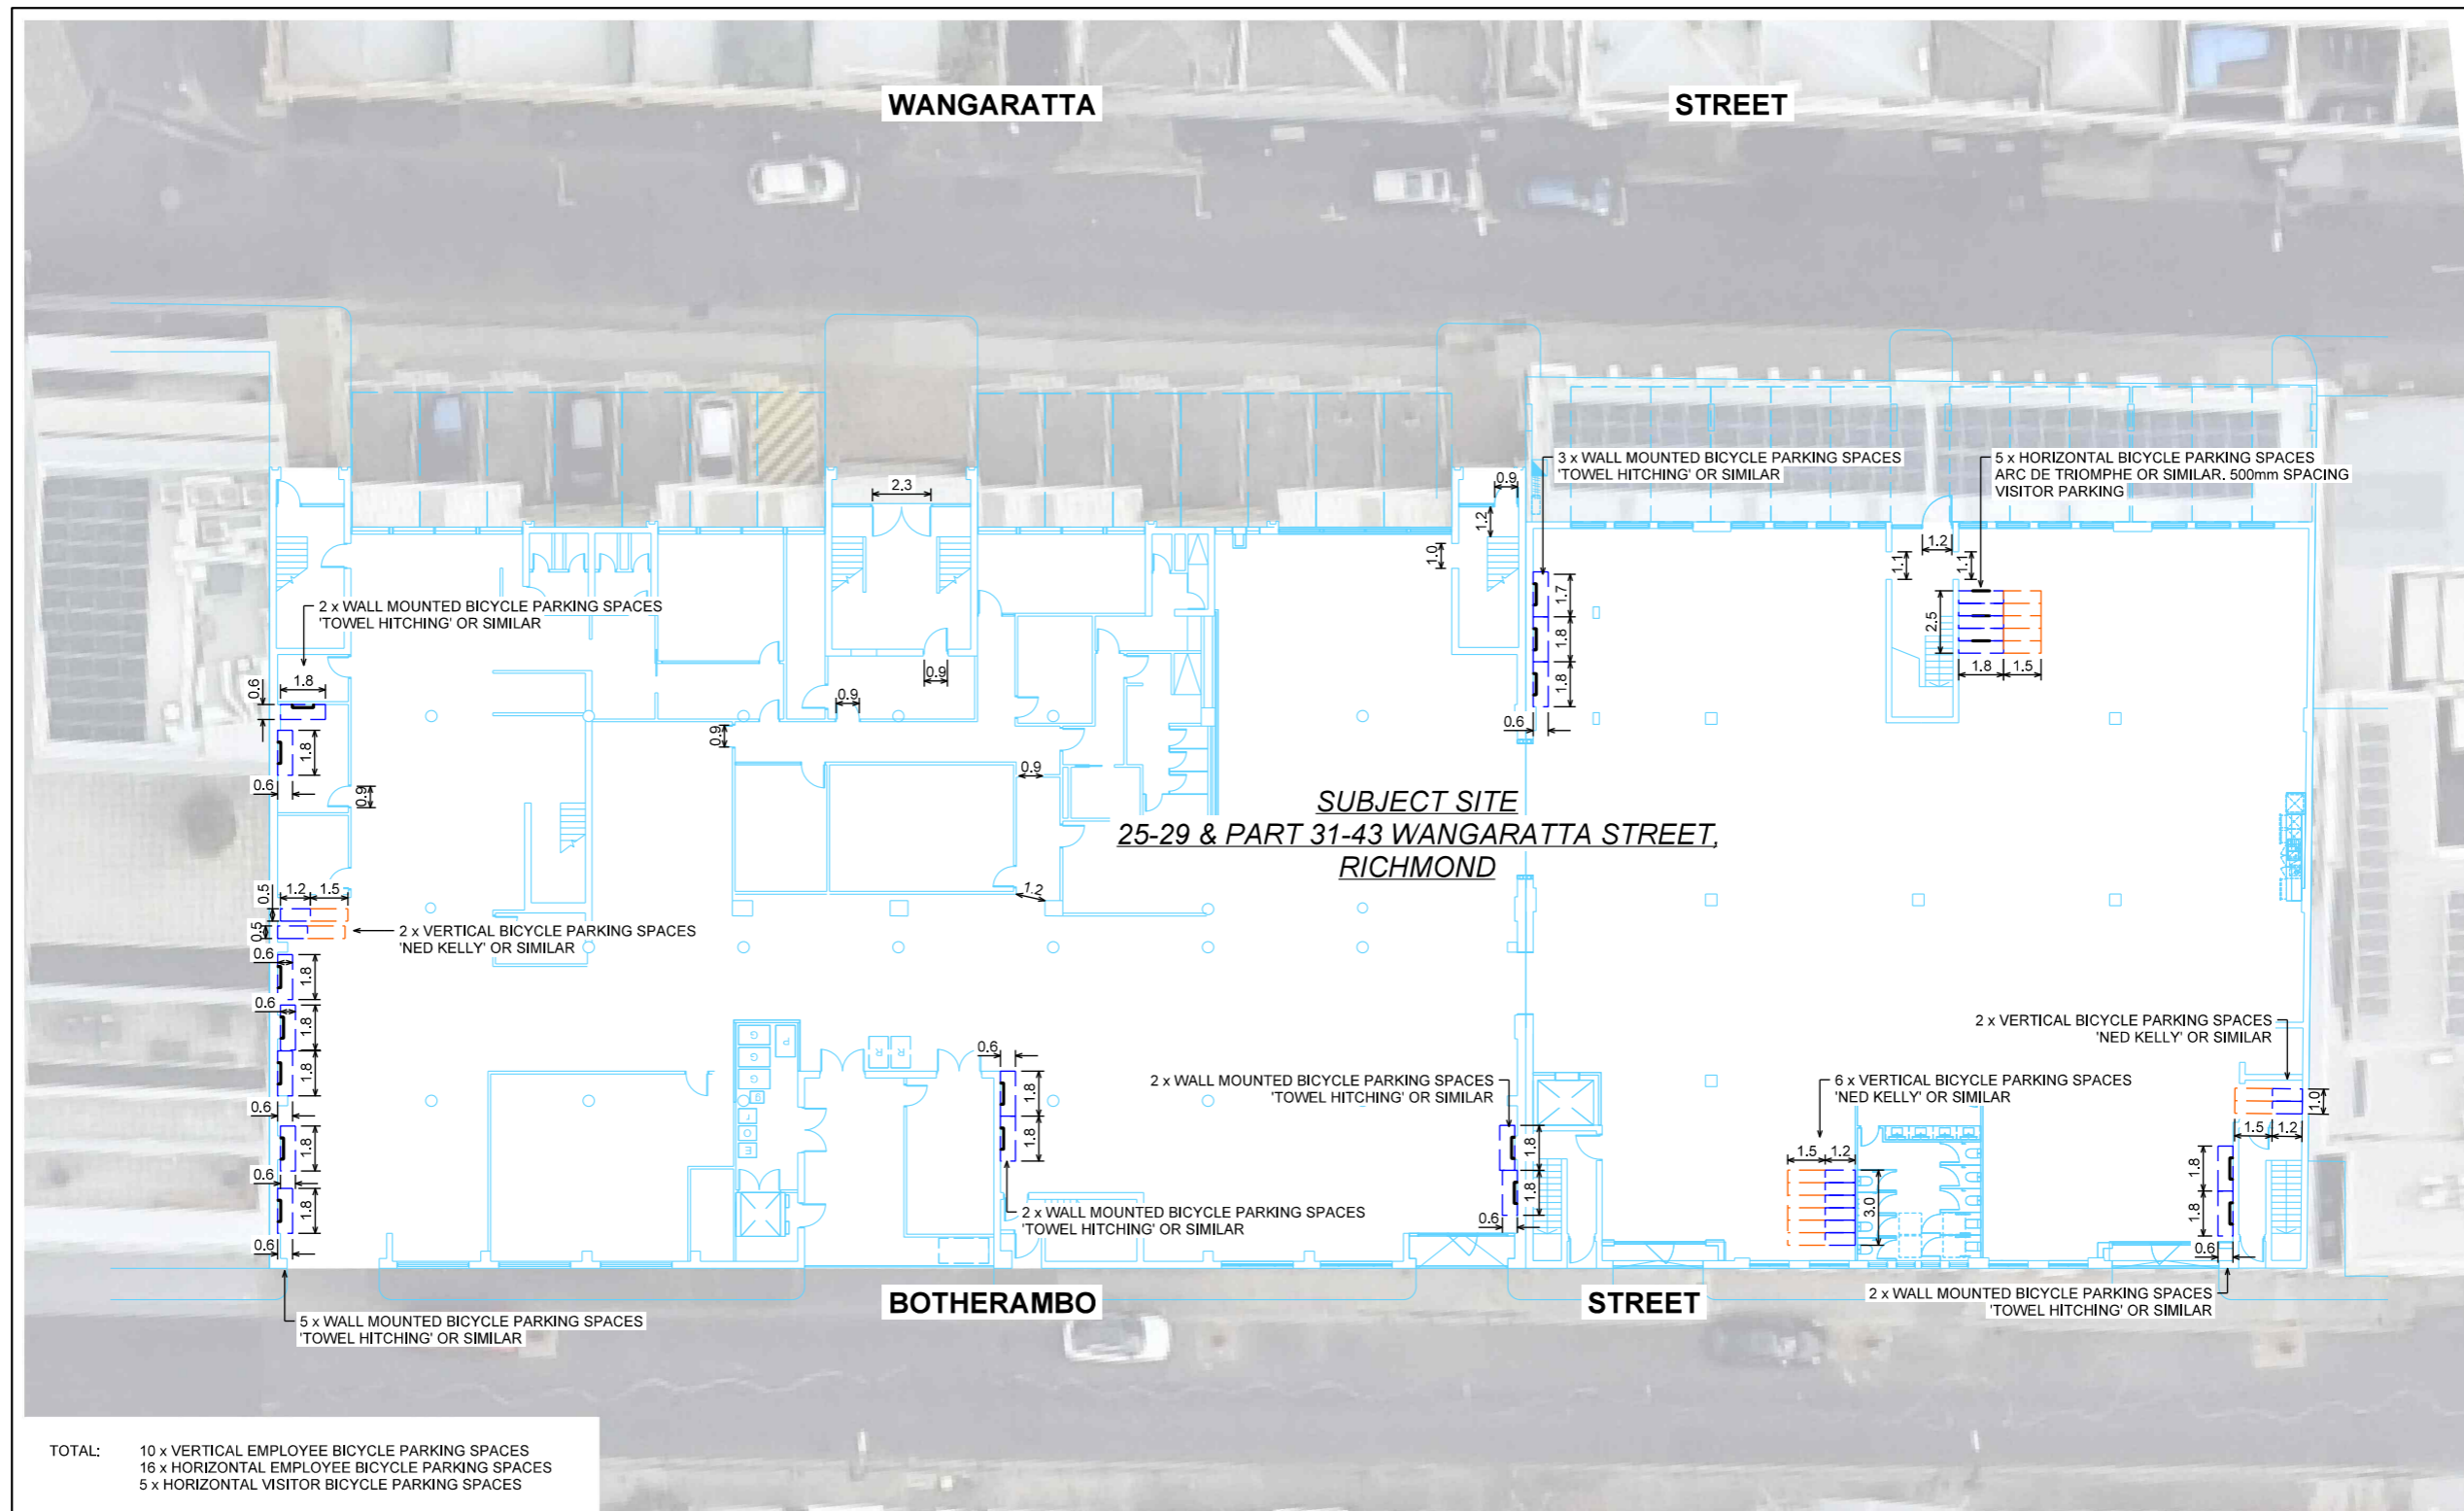 WANGARATTA STREET
3 x WALL MOUNTED BICYCLE PARKING SPACES
'TOWEL HITCHING' OR SIMILAR
5 x HORIZONTAL BICYCLE PARKING SPACES
ARC DE TRIOMPHE OR SIMILAR. 500mm SPACING
VISITOR PARKING
2.3
0.9
1.2
1.0
1.2
1.1
1.1
1.7
1.8
1.8
0.6
2.5
1.8 1.5
2 x WALL MOUNTED BICYCLE PARKING SPACES
'TOWEL HITCHING' OR SIMILAR
0.6
1.8
1.8
0.6
0.9
0.9
0.9
0.9
0.9
1.2
SUBJECT SITE
25-29 & PART 31-43 WANGARATTA STREET,
RICHMOND
0.5
1.2 1.5
0.5
2 x VERTICAL BICYCLE PARKING SPACES
'NED KELLY' OR SIMILAR
0.6
1.8
0.6
1.8
1.8
0.6
1.8
0.6
1.8
0.6
G
P
G
G
g
r
O
E
R R
0.6
1.8
1.8
2 x WALL MOUNTED BICYCLE PARKING SPACES
'TOWEL HITCHING' OR SIMILAR
2 x WALL MOUNTED BICYCLE PARKING SPACES
'TOWEL HITCHING' OR SIMILAR
1.8
1.8
0.6
6 x VERTICAL BICYCLE PARKING SPACES
'NED KELLY' OR SIMILAR
1.5 1.2
3.0
2 x VERTICAL BICYCLE PARKING SPACES
'NED KELLY' OR SIMILAR
1.0
1.5 1.2
1.8
1.8
0.6
2 x WALL MOUNTED BICYCLE PARKING SPACES
'TOWEL HITCHING' OR SIMILAR
5 x WALL MOUNTED BICYCLE PARKING SPACES
'TOWEL HITCHING' OR SIMILAR
BOTHERAMBO STREET
TOTAL: 10 x VERTICAL EMPLOYEE BICYCLE PARKING SPACES
16 x HORIZONTAL EMPLOYEE BICYCLE PARKING SPACES
5 x HORIZONTAL VISITOR BICYCLE PARKING SPACES